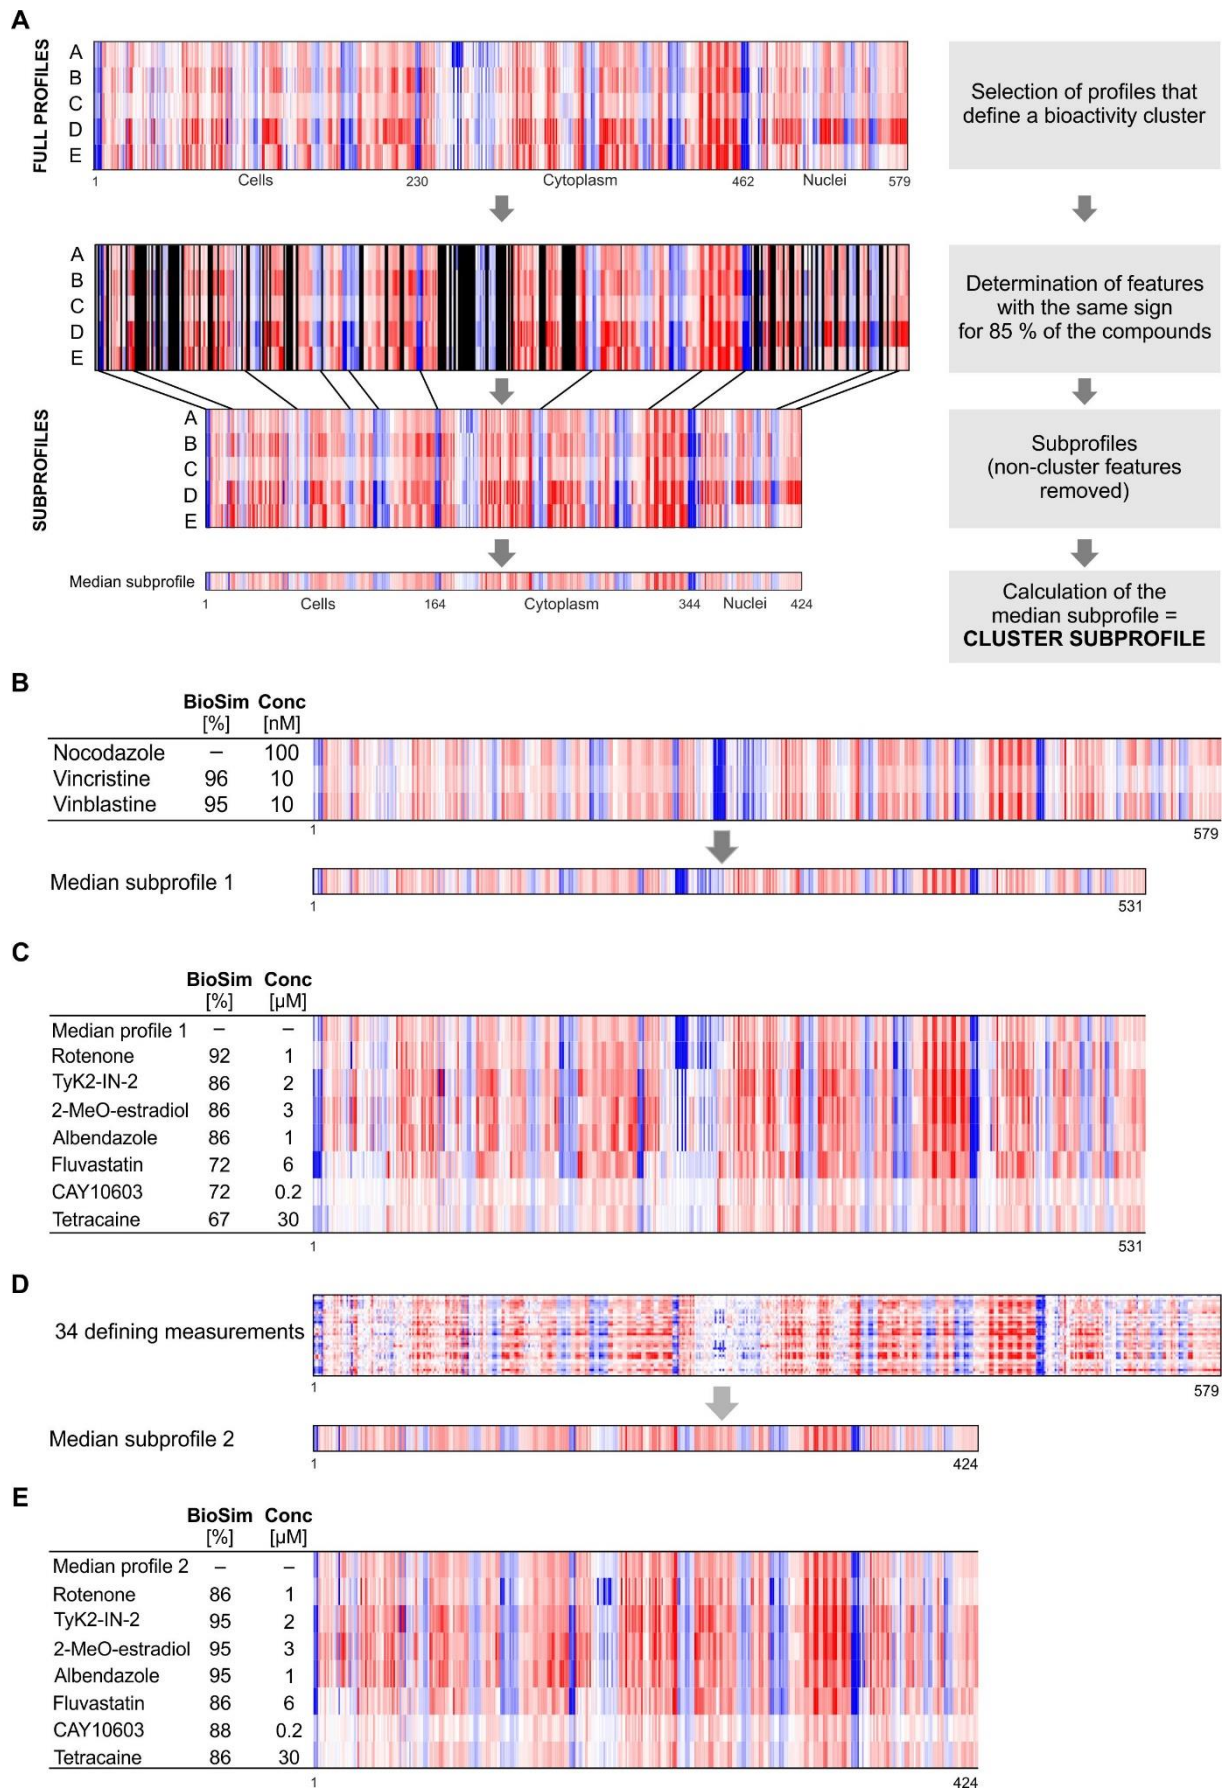 A
FULL PROFILES
A
B
C
D
E
1 Cells 230 Cytoplasm 462 Nuclei 579
Selection of profiles that
define a bioactivity cluster
A
B
C
D
E
Determination of features
with the same sign
for 85 % of the compounds
SUBPROFILES
A
B
C
D
E
Subprofiles
(non-cluster features
removed)
Median subprofile
1 Cells 164 Cytoplasm 344 Nuclei 424
Calculation of the
median subprofile =
CLUSTER SUBPROFILE
B
BioSim Conc
[%] [nM]
Nocodazole – 100
Vincristine 96 10
Vinblastine 95 10
1 579
Median subprofile 1
1 531
C
BioSim Conc
[%] [µM]
Median profile 1 – –
Rotenone 92 1
TyK2-IN-2 86 2
2-MeO-estradiol 86 3
Albendazole 86 1
Fluvastatin 72 6
CAY10603 72 0.2
Tetracaine 67 30
1 531
D
34 defining measurements
1 579
Median subprofile 2
1 424
E
BioSim Conc
[%] [µM]
Median profile 2 – –
Rotenone 86 1
TyK2-IN-2 95 2
2-MeO-estradiol 95 3
Albendazole 95 1
Fluvastatin 86 6
CAY10603 88 0.2
Tetracaine 86 30
1 424